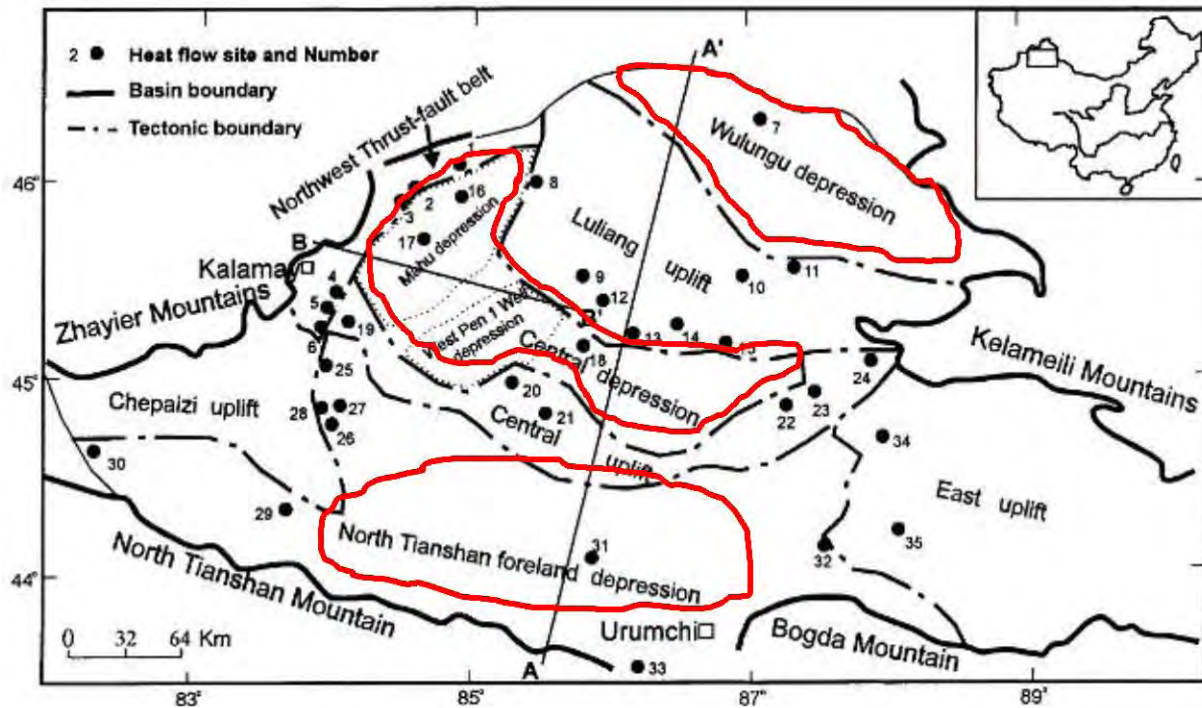 2 Heat flow site and Number
Basin boundary
Tectonic boundary
A'
Northwest Thrust-fault belt
Wulungu depression
7
46°
1
2
3
16
17
8
Mahu depression
Luliang uplift
B
Kalamay
4
5
6
19
9
10
11
12
13
14
15
Zhayier Mountains
Pen 1 Well
depression
18
Central depression
Kelameili Mountains
45°
25
20
21
22
23
24
Chepaizi uplift
28
27
26
Central uplift
34
30
29
East uplift
35
31
32
North Tianshan foreland depression
44°
North Tianshan Mountain
0 32 64 Km
Urumchi
Bogda Mountain
A
33
83°
85°
87°
89°